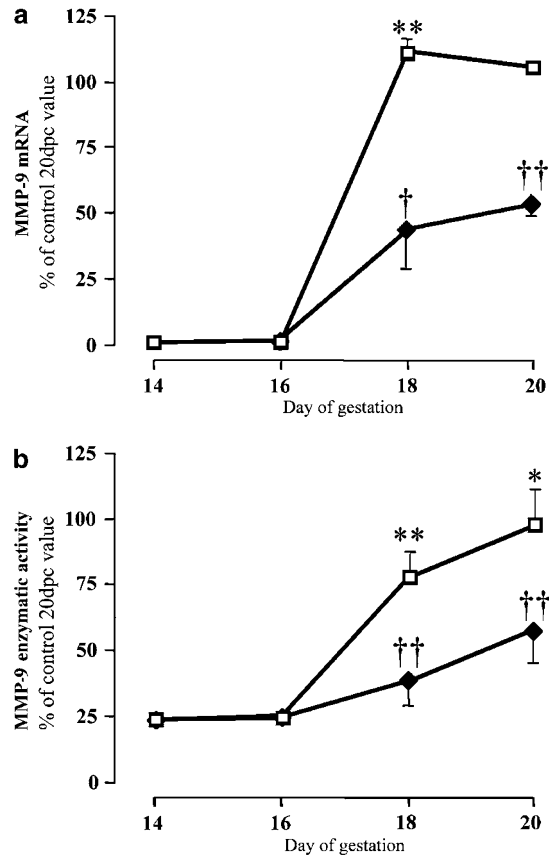 a
MMP-9 mRNA
% of control 20dpc value
125
100
75
50
25
0
**
†
††
14 16 18 20
Day of gestation
b
MMP-9 enzymatic activity
% of control 20dpc value
125
100
75
50
25
0
**
*
††
††
14 16 18 20
Day of gestation